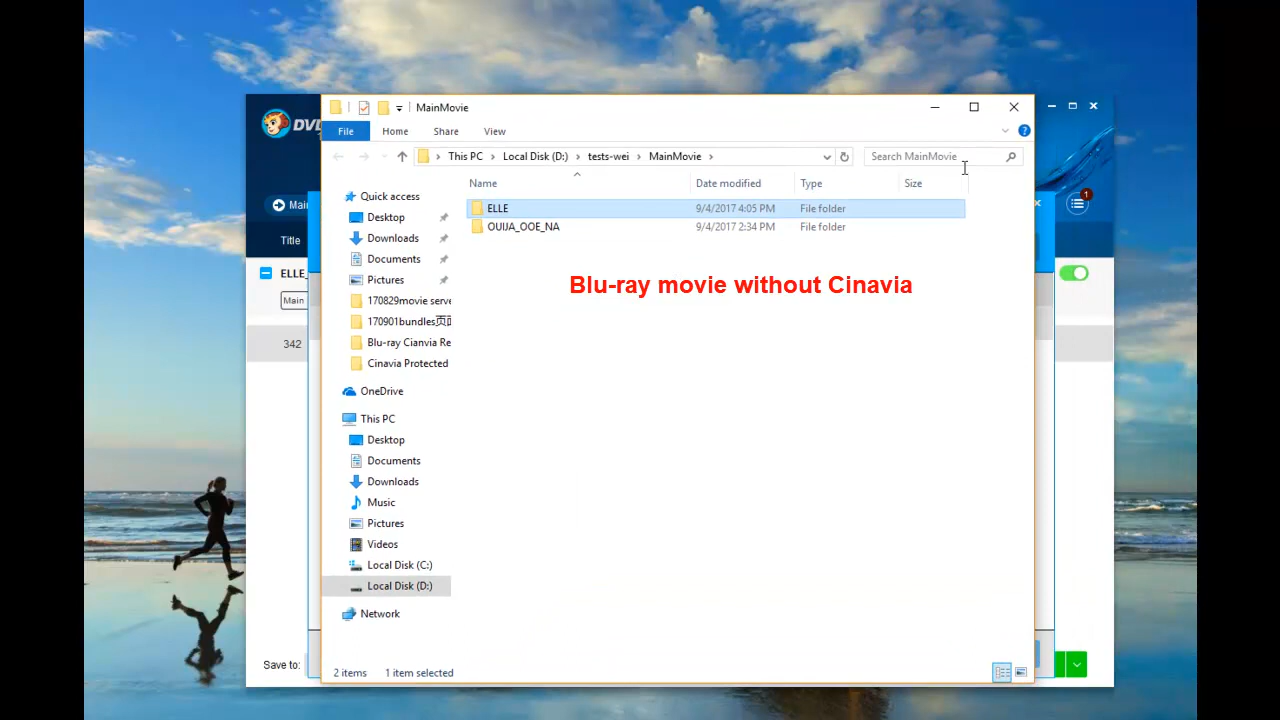 MainMovie
DVD
File Home Share View
This PC Local Disk (D:) tests-wei MainMovie
Search MainMovie
Name Date modified Type Size
Quick access
Desktop
Downloads
Documents
Pictures
170829movie serve
170901bundles页面
Blu-ray Cianvia Re
Cinavia Protected
OneDrive
This PC
Desktop
Documents
Downloads
Music
Pictures
Videos
Local Disk (C:)
Local Disk (D:)
Network
ELLE 9/4/2017 4:05 PM File folder
OUIJA_OOE_NA 9/4/2017 2:34 PM File folder
Blu-ray movie without Cinavia
2 items 1 item selected
Main
1
Title
ELLE_
Main
342
Save to: